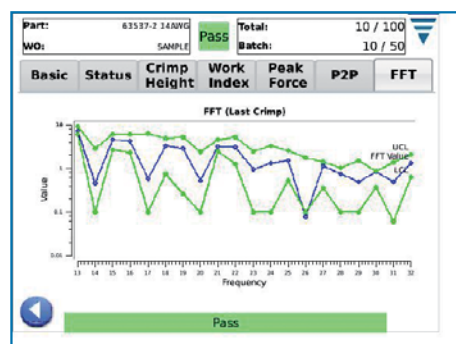 Part: 63537-2 14AWG
WO: SAMPLE
Pass
Total: 10 / 100
Batch: 10 / 50
Basic Status Crimp Height Work Index Peak Force P2P FFT
FFT (Last Crimp)
UCL
FFT Value
LCL
Value
16
1
0.1
0.01
13 14 15 16 17 18 19 20 21 22 23 24 25 26 27 28 29 30 31 32
Frequency
Pass